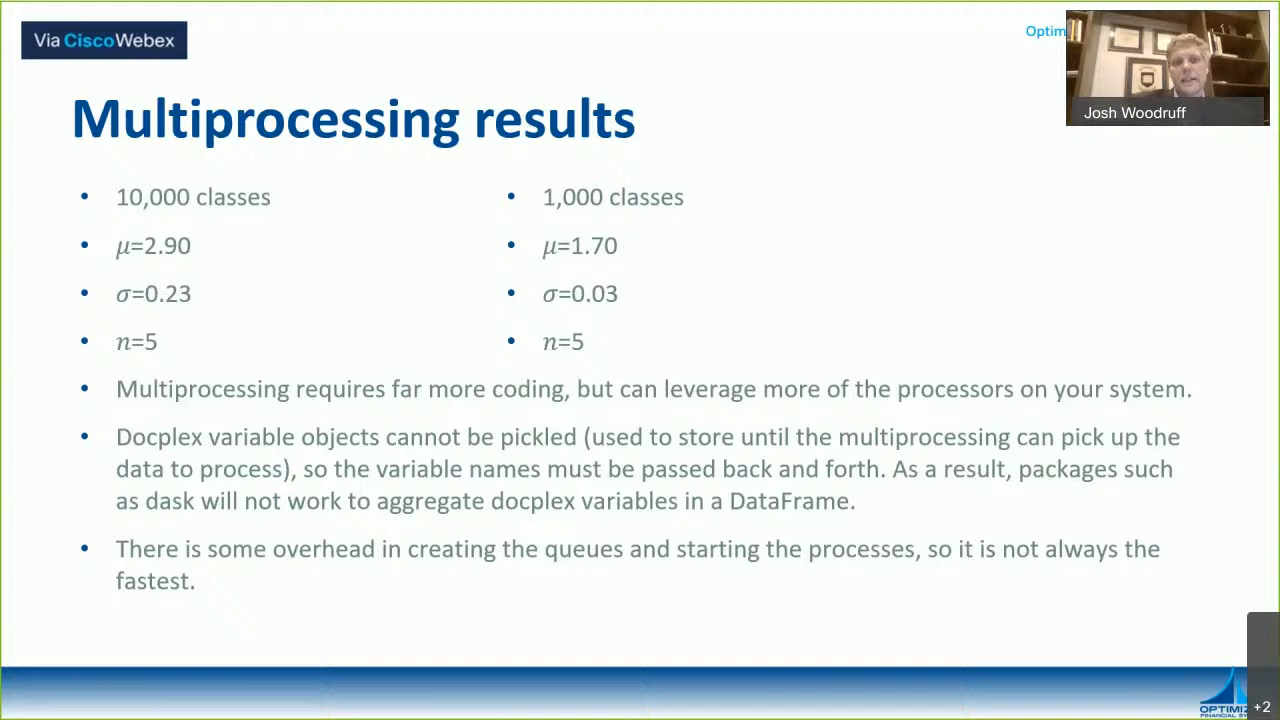 Via CiscoWebex
Optim
Josh Woodruff
Multiprocessing results
• 10,000 classes
• μ=2.90
• σ=0.23
• n=5
• 1,000 classes
• μ=1.70
• σ=0.03
• n=5
• Multiprocessing requires far more coding, but can leverage more of the processors on your system.
• Docplex variable objects cannot be pickled (used to store until the multiprocessing can pick up the
data to process), so the variable names must be passed back and forth. As a result, packages such
as dask will not work to aggregate docplex variables in a DataFrame.
• There is some overhead in creating the queues and starting the processes, so it is not always the
fastest.
OPTIMIZ
FINANCIAL SY
+2